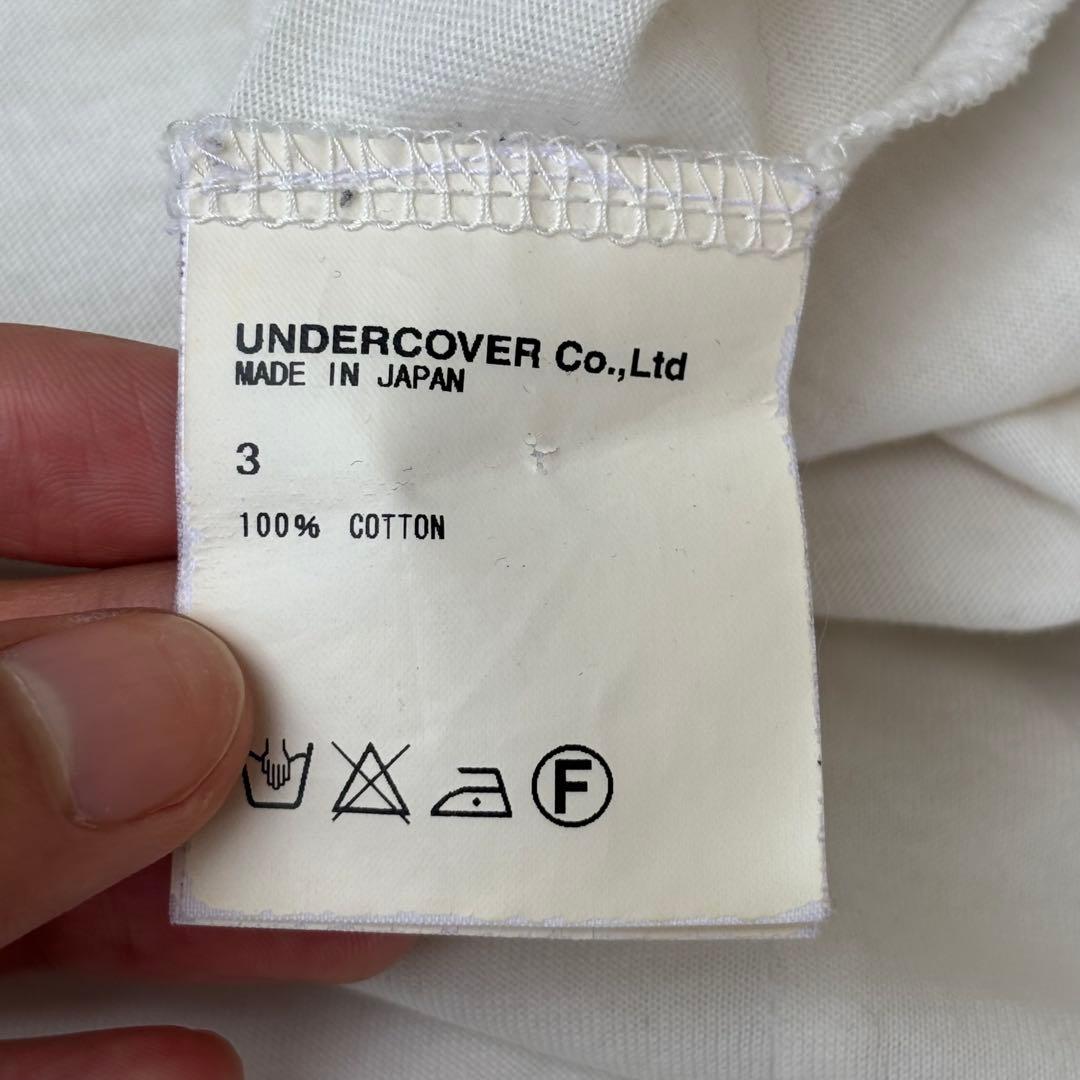 UNDERCOVER Co.,Ltd
MADE IN JAPAN
3
100% COTTON
F